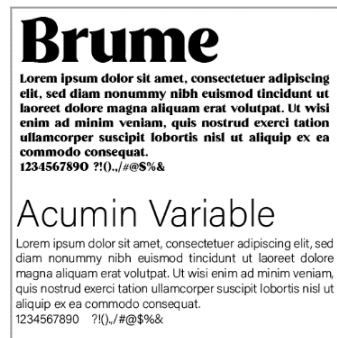 Brume
Lorem ipsum dolor sit amet, consectetuer adipiscing
elit, sed diam nonummy nibh euismod tincidunt ut
laoreet dolore magna aliquam erat volutpat. Ut wisi
enim ad minim veniam, quis nostrud exerci tation
ullamcorper suscipit lobortis nisl ut aliquip ex ea
commodo consequat.
1234567890 ?!().,/#@$%&
Acumin Variable
Lorem ipsum dolor sit amet, consectetuer adipiscing elit, sed
diam nonummy nibh euismod tincidunt ut laoreet dolore
magna aliquam erat volutpat. Ut wisi enim ad minim veniam,
quis nostrud exerci tation ullamcorper suscipit lobortis nisl ut
aliquip ex ea commodo consequat.
1234567890 ?!().,/#@$%&